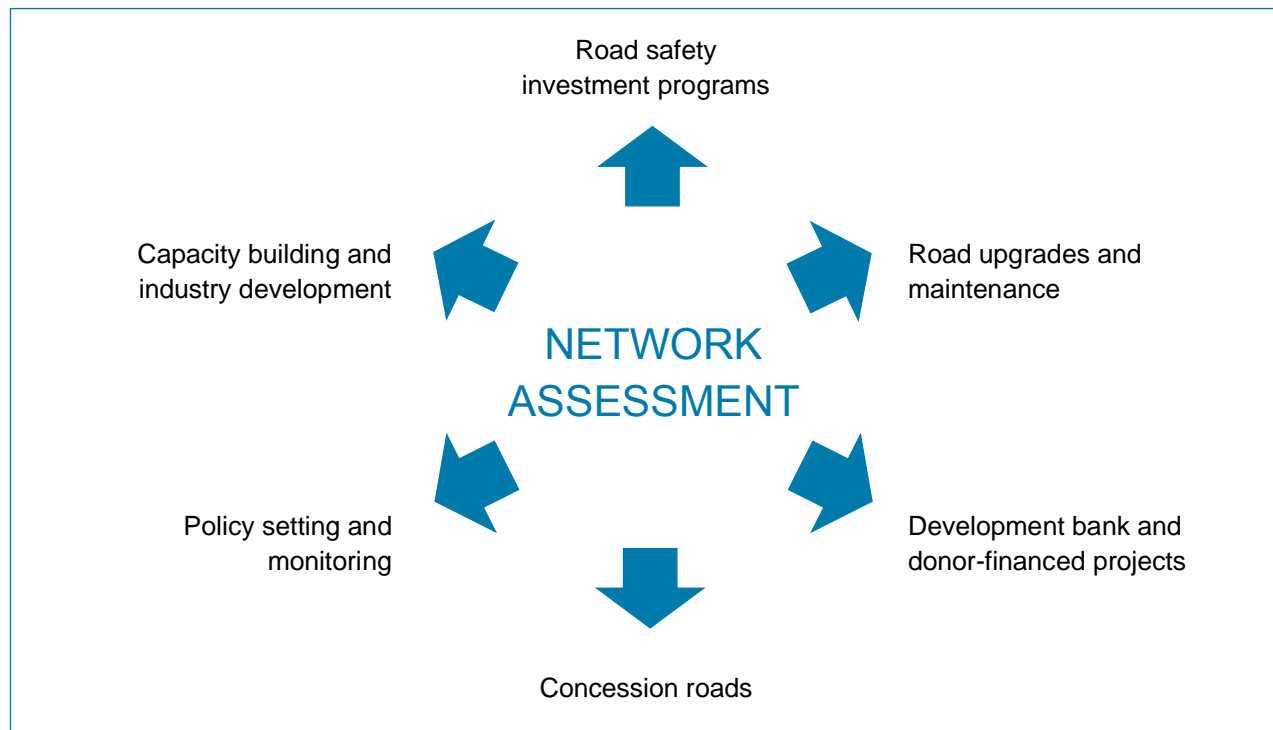 Road safety
investment programs
Capacity building and
industry development
Road upgrades and
maintenance
NETWORK
ASSESSMENT
Policy setting and
monitoring
Development bank and
donor-financed projects
Concession roads